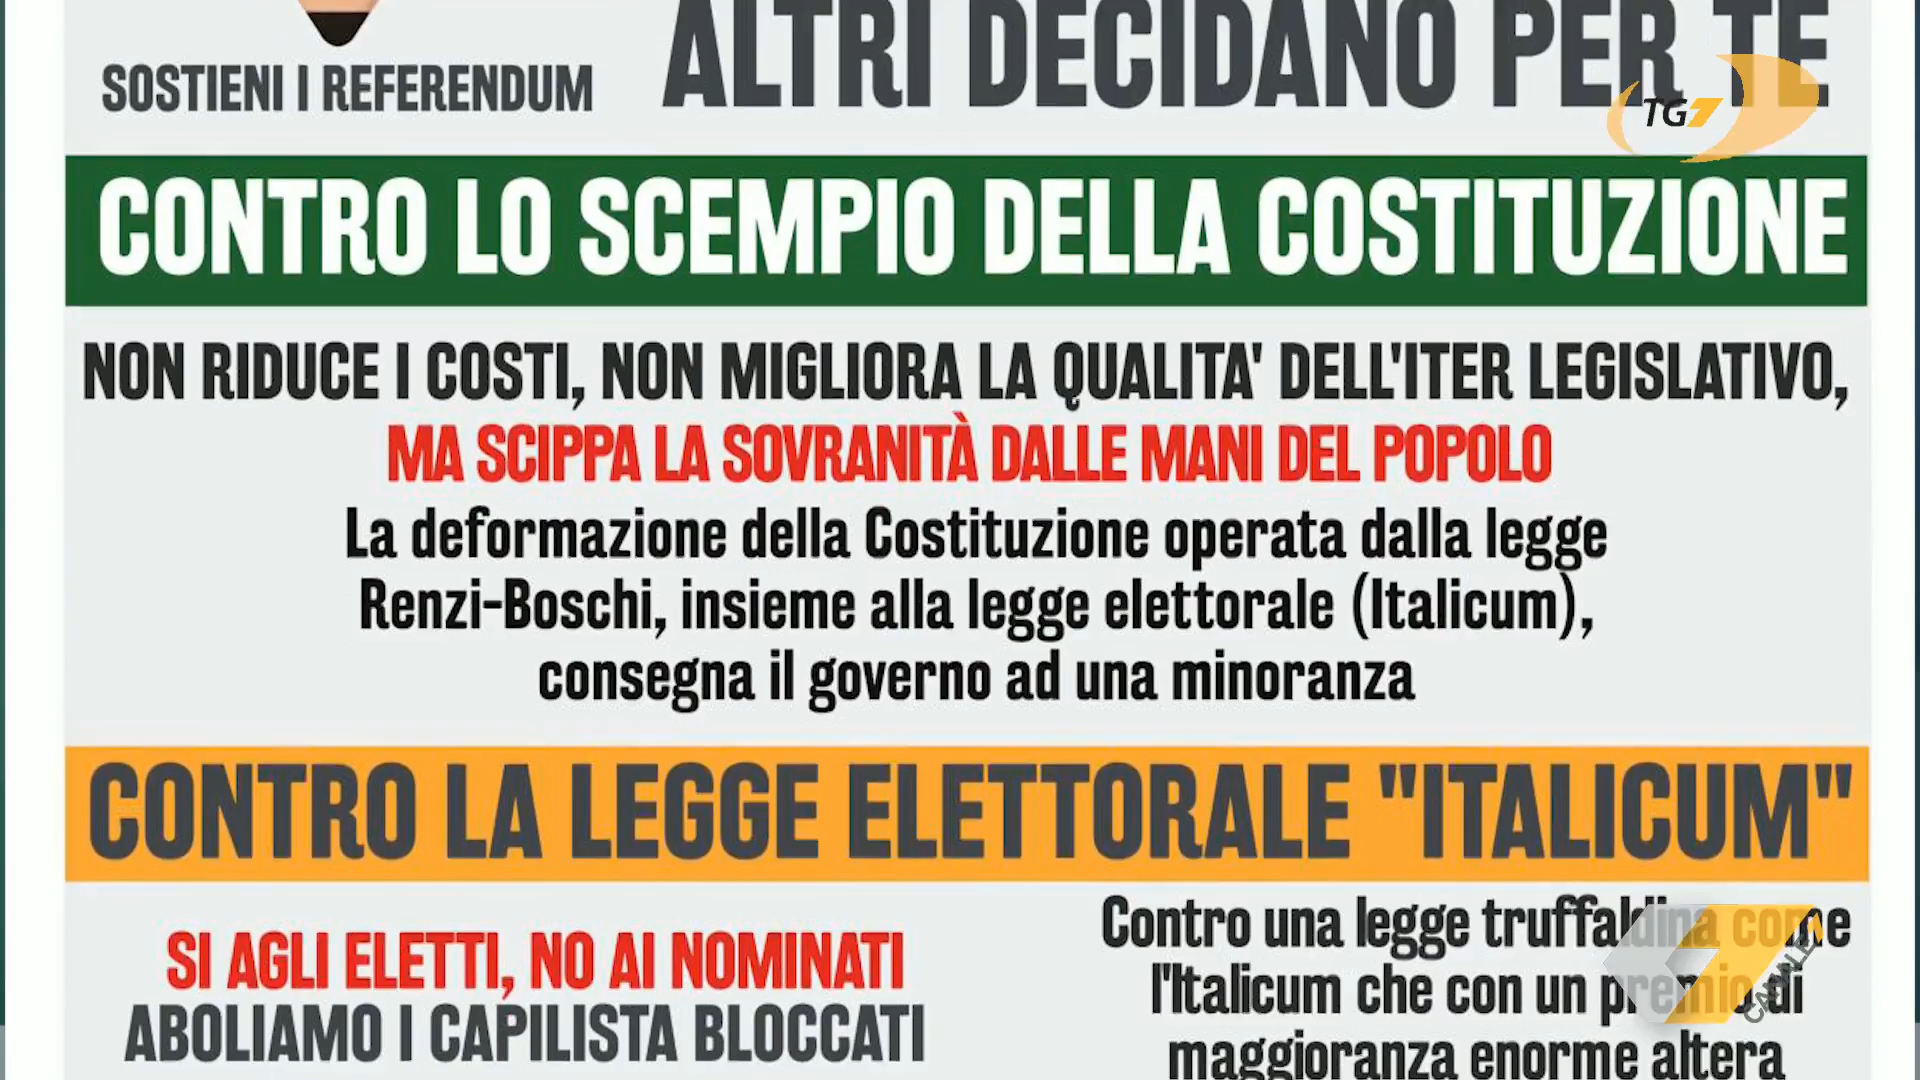 ALTRI DECIDANO PER TE
SOSTIENI I REFERENDUM
TG7
CONTRO LO SCEMPIO DELLA COSTITUZIONE
NON RIDUCE I COSTI, NON MIGLIORA LA QUALITA' DELL'ITER LEGISLATIVO,
MA SCIPPA LA SOVRANITÀ DALLE MANI DEL POPOLO
La deformazione della Costituzione operata dalla legge
Renzi-Boschi, insieme alla legge elettorale (Italicum),
consegna il governo ad una minoranza
CONTRO LA LEGGE ELETTORALE "ITALICUM"
SI AGLI ELETTI, NO AI NOMINATI
ABOLIAMO I CAPILISTA BLOCCATI
Contro una legge truffaldina come
l'Italicum che con un premio di
maggioranza enorme altera
CANALE 7